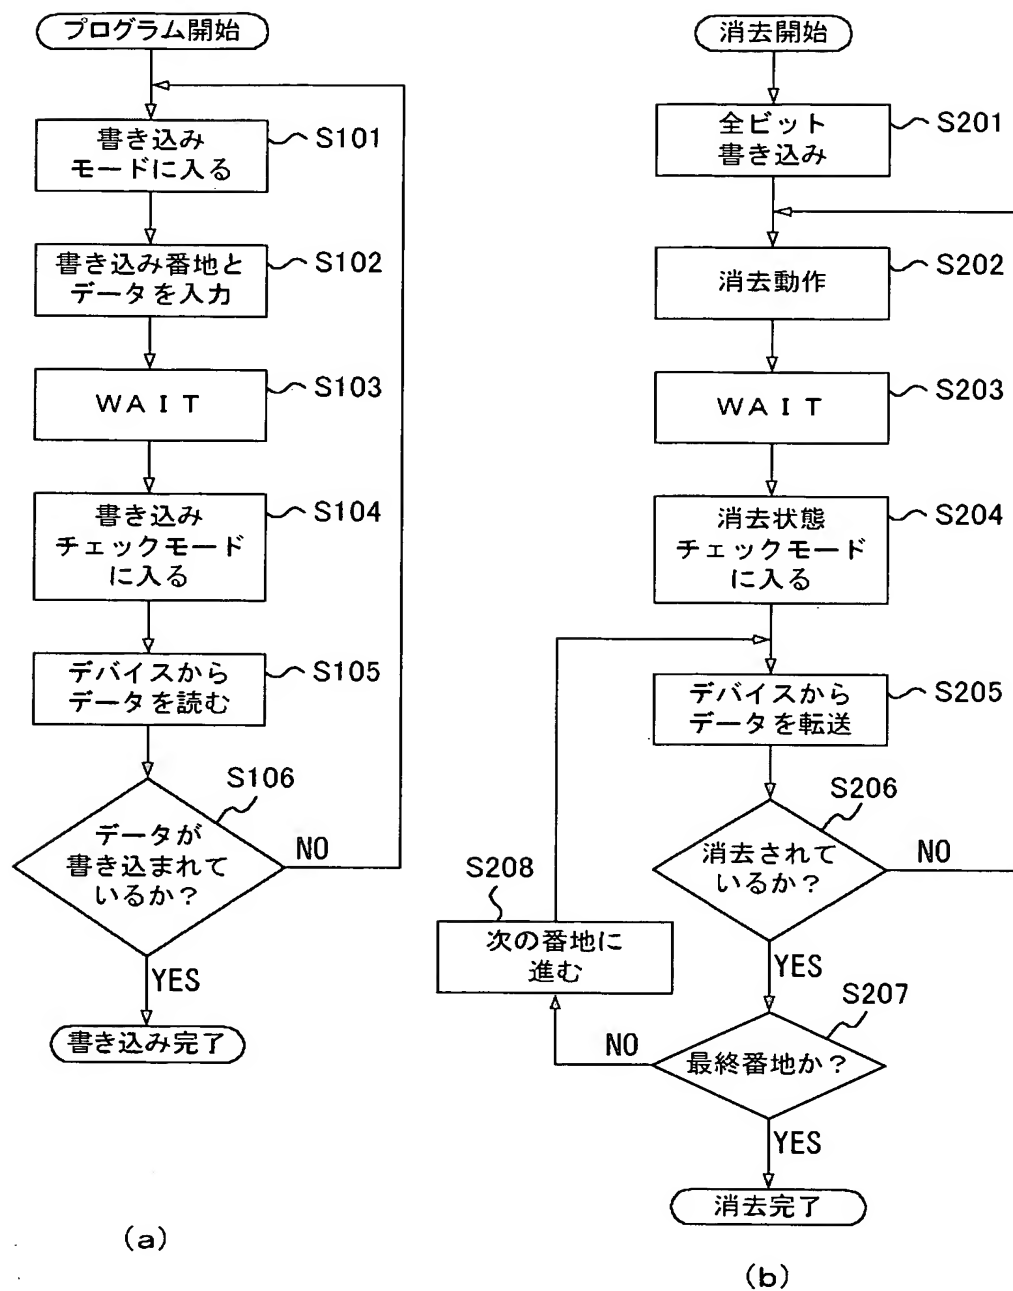 プログラム開始
書き込み
モードに入る
S101
書き込み番地と
データを入力
S102
ＷＡＩＴ
S103
書き込み
チェックモード
に入る
S104
デバイスから
データを読む
S105
S106
データが
書き込まれて
いるか？
NO
YES
書き込み完了
(a)
消去開始
全ビット
書き込み
S201
消去動作
S202
ＷＡＩＴ
S203
消去状態
チェックモード
に入る
S204
デバイスから
データを転送
S205
S206
消去されて
いるか？
NO
YES
S208
次の番地に
進む
S207
最終番地か？
NO
YES
消去完了
(b)